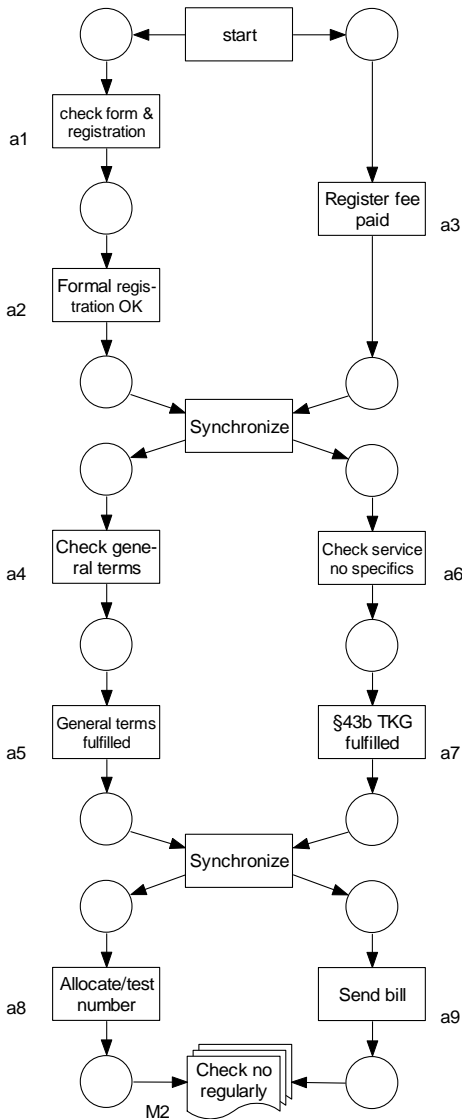 start
check form &
registration
a1
Register fee
paid
a3
Formal regis-
tration OK
a2
Synchronize
Check gene-
ral terms
a4
Check service
no specifics
a6
General terms
fulfilled
a5
§43b TKG
fulfilled
a7
Synchronize
Allocate/test
number
a8
Send bill
a9
Check no
regularly
M2